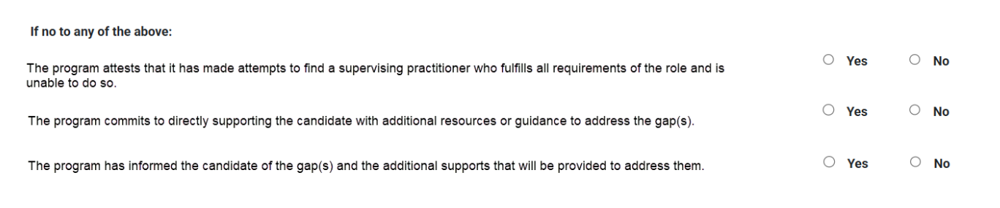 If no to any of the above:
The program attests that it has made attempts to find a supervising practitioner who fulfills all requirements of the role and is Yes No
unable to do so.
The program commits to directly supporting the candidate with additional resources or guidance to address the gap(s). Yes No
The program has informed the candidate of the gap(s) and the additional supports that will be provided to address them. Yes No